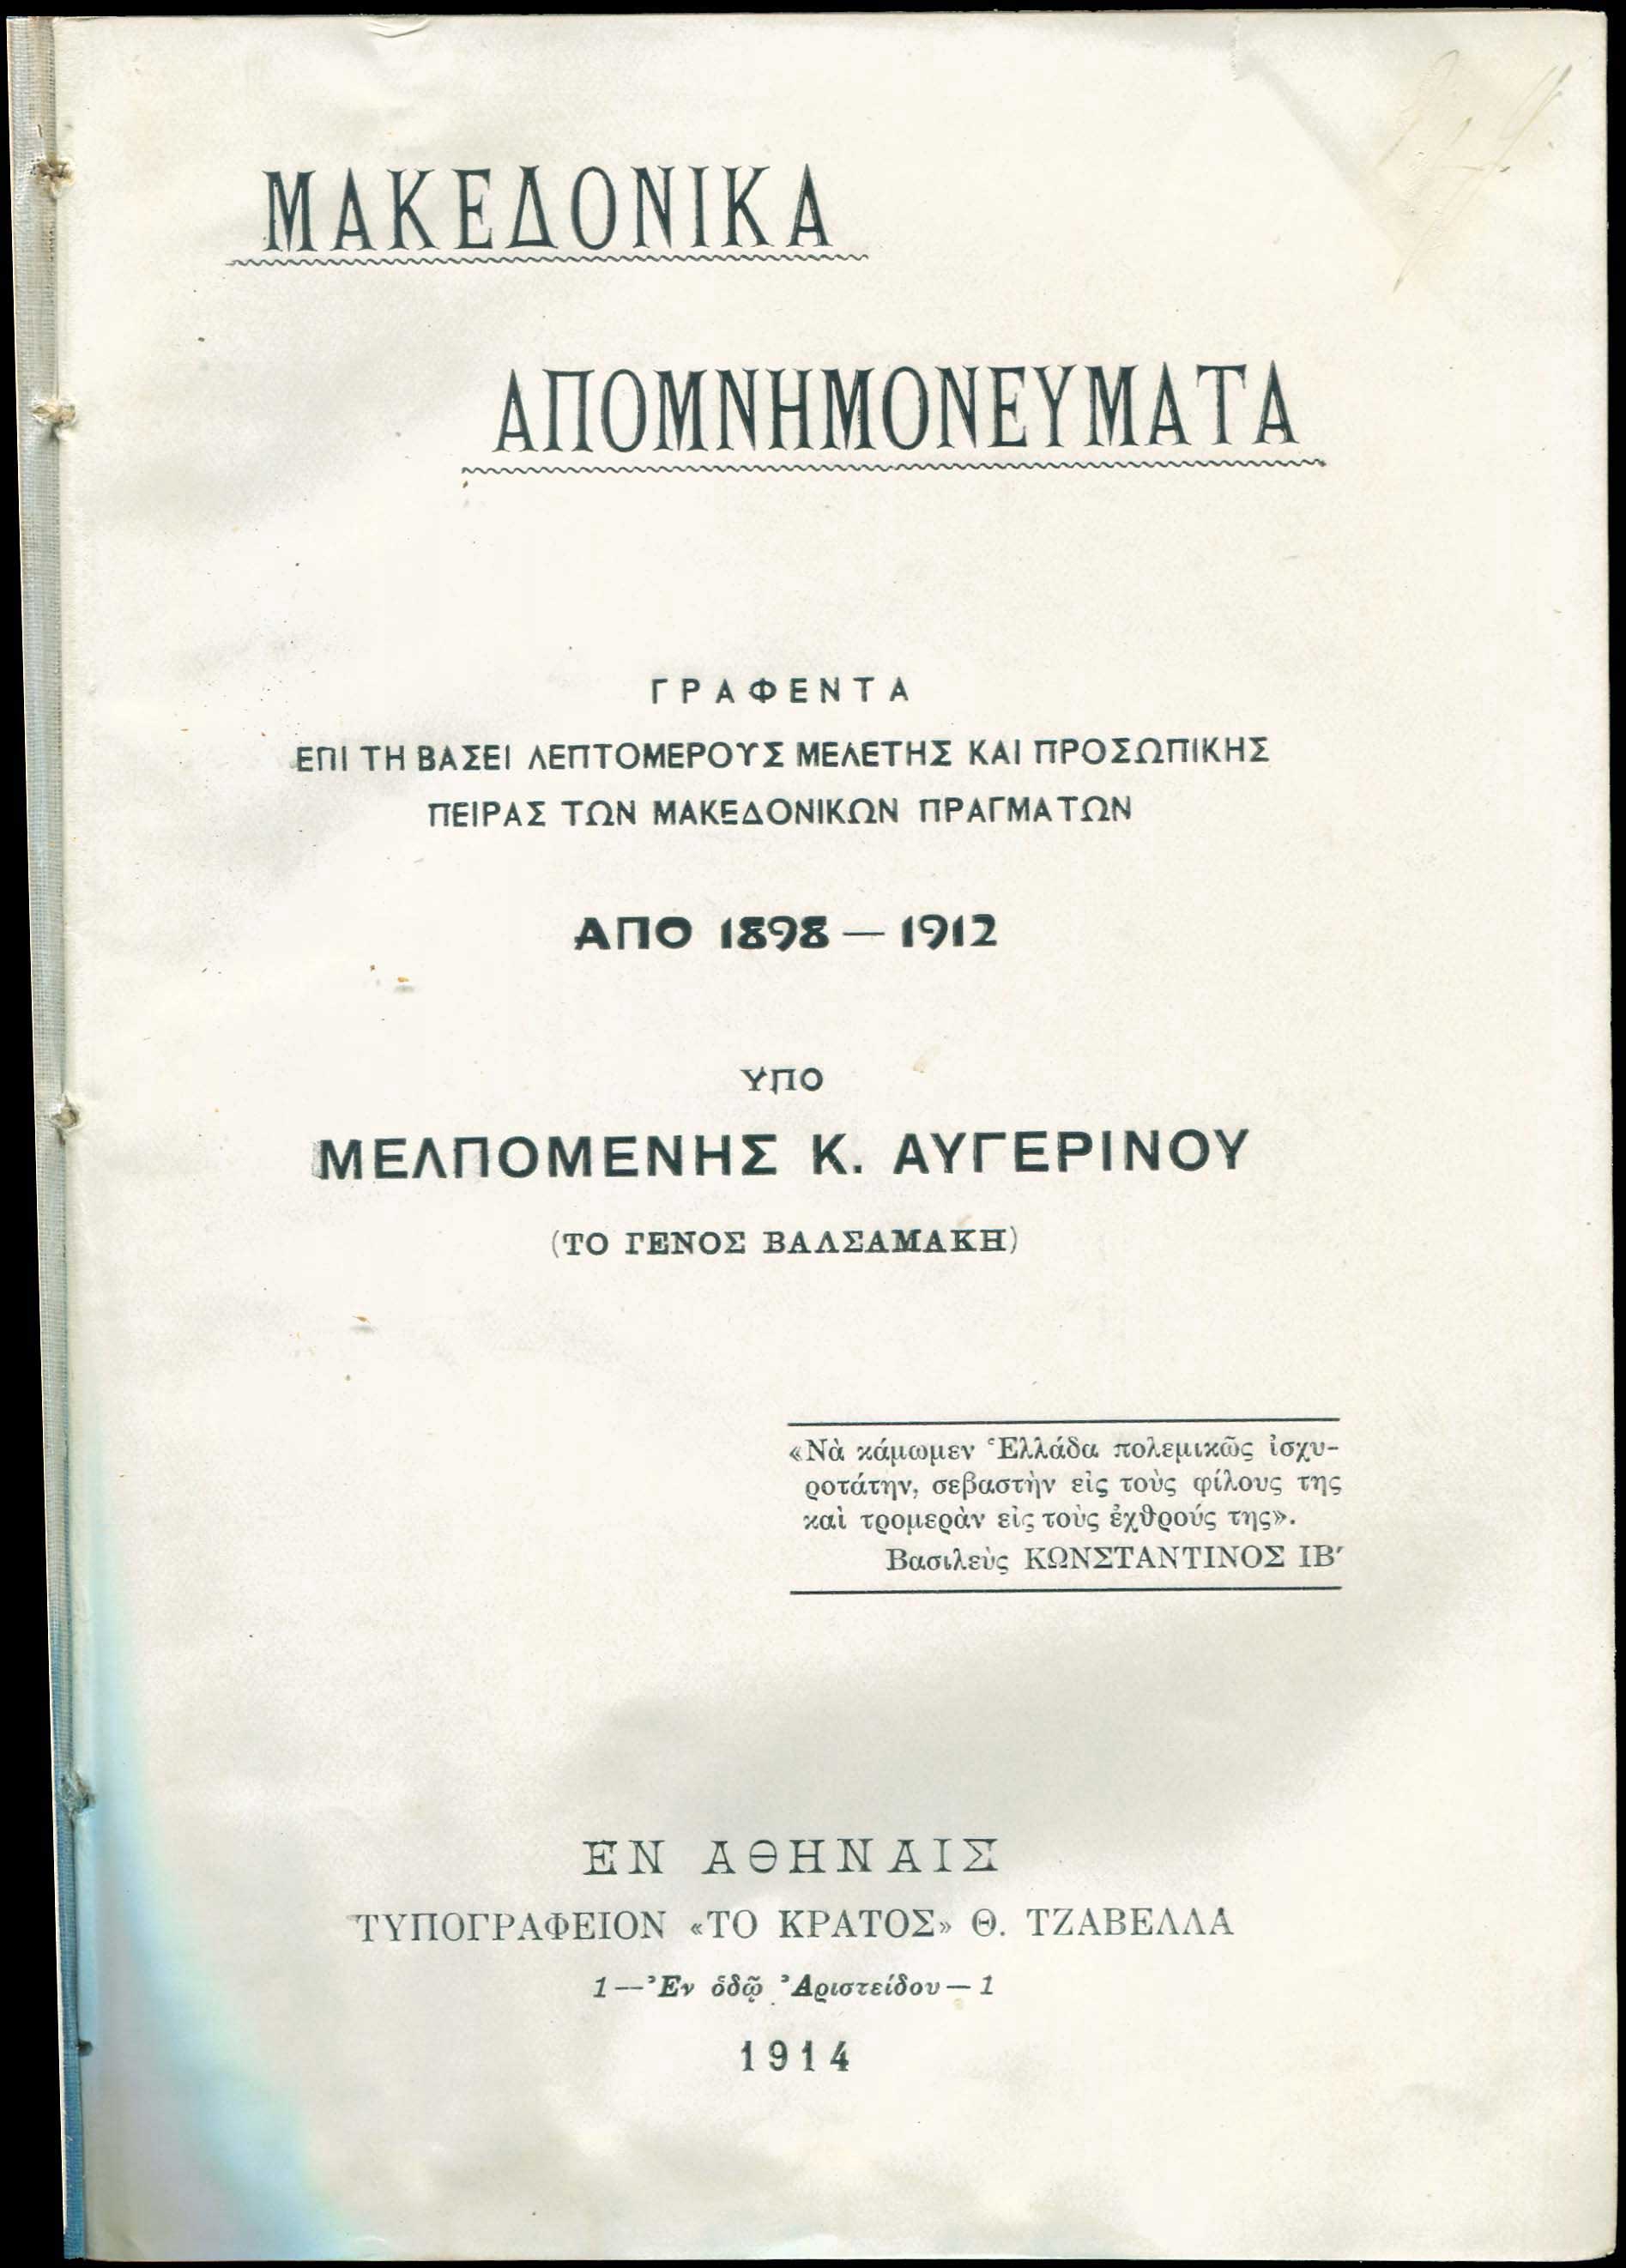 ΜΑΚΕΔΟΝΙΚΑ
ΑΠΟΜΝΗΜΟΝΕΥΜΑΤΑ
ΓΡΑΦΕΝΤΑ
ΕΠΙ ΤΗ ΒΑΣΕΙ ΛΕΠΤΟΜΕΡΟΥΣ ΜΕΛΕΤΗΣ ΚΑΙ ΠΡΟΣΩΠΙΚΗΣ
ΠΕΙΡΑΣ ΤΩΝ ΜΑΚΕΔΟΝΙΚΩΝ ΠΡΑΓΜΑΤΩΝ
ΑΠΟ 1898 — 1912
ΥΠΟ
ΜΕΛΠΟΜΕΝΗΣ Κ. ΑΥΓΕΡΙΝΟΥ
(ΤΟ ΓΕΝΟΣ ΒΑΛΣΑΜΑΚΗ)
«Νὰ κάμωμεν Ἑλλάδα πολεμικῶς ἰσχυ-
ροτάτην, σεβαστὴν εἰς τοὺς φίλους της
καὶ τρομερὰν εἰς τοὺς ἐχθρούς της».
Βασιλεὺς ΚΩΝΣΤΑΝΤΙΝΟΣ ΙΒ′
ΕΝ ΑΘΗΝΑΙΣ
ΤΥΠΟΓΡΑΦΕΙΟΝ «ΤΟ ΚΡΑΤΟΣ» Θ. ΤΖΑΒΕΛΛΑ
1—Ἐν ὁδῷ Ἀριστείδου—1
1914